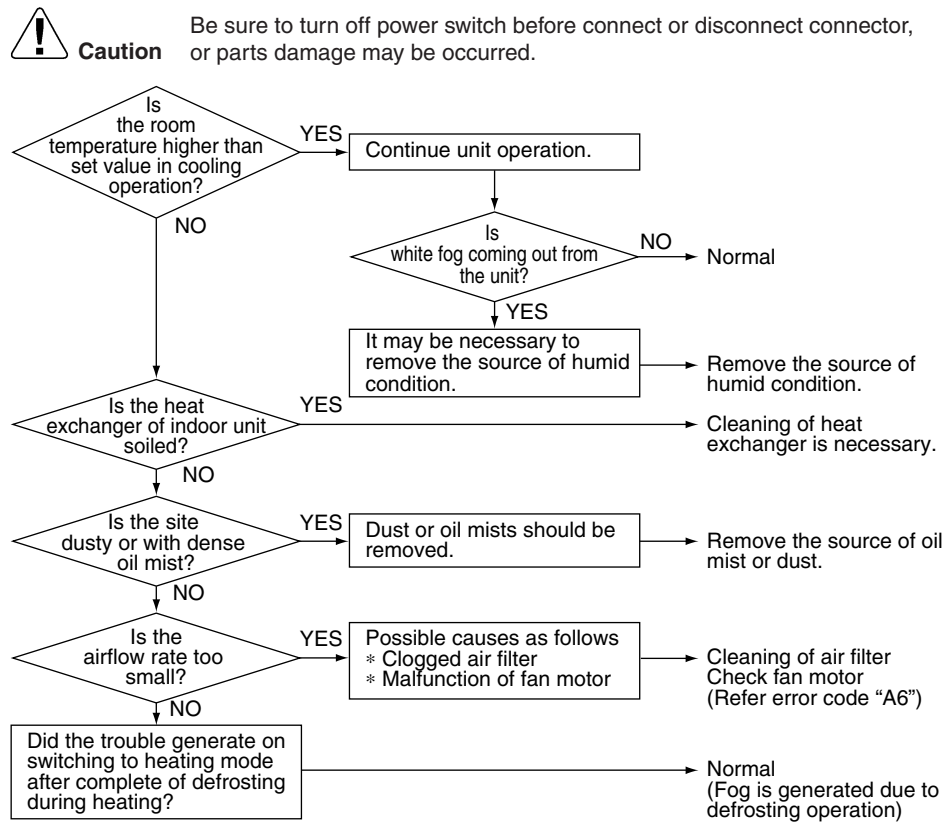 Caution
Be sure to turn off power switch before connect or disconnect connector,
or parts damage may be occurred.
Is
the room
temperature higher than
set value in cooling
operation?
YES
Continue unit operation.
NO
Is
white fog coming out from
the unit?
NO
Normal
YES
It may be necessary to
remove the source of humid
condition.
Remove the source of
humid condition.
Is the heat
exchanger of indoor unit
soiled?
YES
Cleaning of heat
exchanger is necessary.
NO
Is the site
dusty or with dense
oil mist?
YES
Dust or oil mists should be
removed.
Remove the source of oil
mist or dust.
NO
Is the
airflow rate too
small?
YES
Possible causes as follows
* Clogged air filter
* Malfunction of fan motor
Cleaning of air filter
Check fan motor
(Refer error code “A6”)
NO
Did the trouble generate on
switching to heating mode
after complete of defrosting
during heating?
Normal
(Fog is generated due to
defrosting operation)